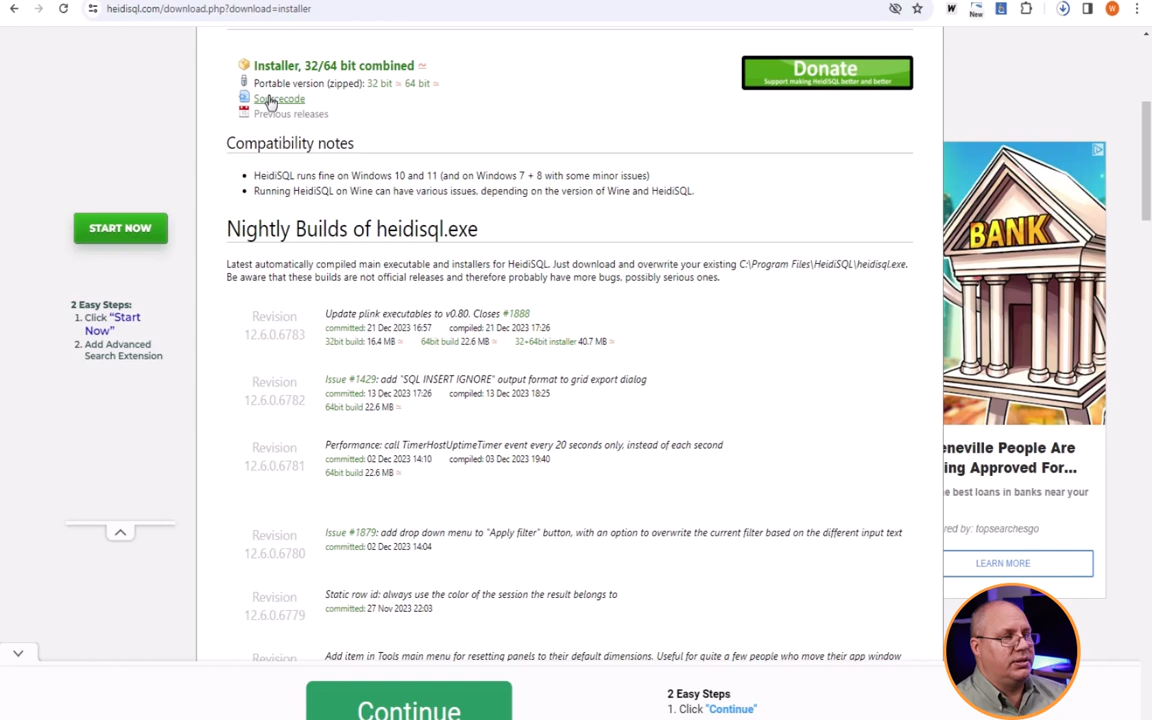 heidisql.com/download.php?download=installer
New
W
Installer, 32/64 bit combined
Portable version (zipped): 32 bit 64 bit
Sourcecode
Previous releases
Donate
Support making HeidiSQL better and better
Compatibility notes
HeidiSQL runs fine on Windows 10 and 11 (and on Windows 7 + 8 with some minor issues)
Running HeidiSQL on Wine can have various issues, depending on the version of Wine and HeidiSQL.
START NOW
2 Easy Steps:
1. Click "Start
Now"
2. Add Advanced
Search Extension
Nightly Builds of heidisql.exe
Latest automatically compiled main executable and installers for HeidiSQL. Just download and overwrite your existing C:\Program Files\HeidiSQL\heidisql.exe.
Be aware that these builds are not official releases and therefore probably have more bugs, possibly serious ones.
Revision
12.6.0.6783
Update plink executables to v0.80. Closes #1888
committed: 21 Dec 2023 16:57 compiled: 21 Dec 2023 17:26
32bit build 16.4 MB 64bit build 22.6 MB 32+64bit installer 40.7 MB
Revision
12.6.0.6782
Issue #1429: add "SQL INSERT IGNORE" output format to grid export dialog
committed: 13 Dec 2023 17:26 compiled: 13 Dec 2023 18:25
64bit build 22.6 MB
Revision
12.6.0.6781
Performance: call TimerHostUptimeTimer event every 20 seconds only, instead of each second
committed: 02 Dec 2023 14:10 compiled: 03 Dec 2023 19:40
64bit build 22.6 MB
Revision
12.6.0.6780
Issue #1879: add drop down menu to "Apply filter" button, with an option to overwrite the current filter based on the different input text
committed: 02 Dec 2023 14:04
Revision
12.6.0.6779
Static row id: always use the color of the session the result belongs to
committed: 27 Nov 2023 22:03
Revision
Add item in Tools main menu for resetting panels to their default dimensions. Useful for quite a few people who move their app window
BANK
eneville People Are
ing Approved For...
e best loans in banks near your
ed by: topsearchesgo
LEARN MORE
Continue
2 Easy Steps
1. Click "Continue"